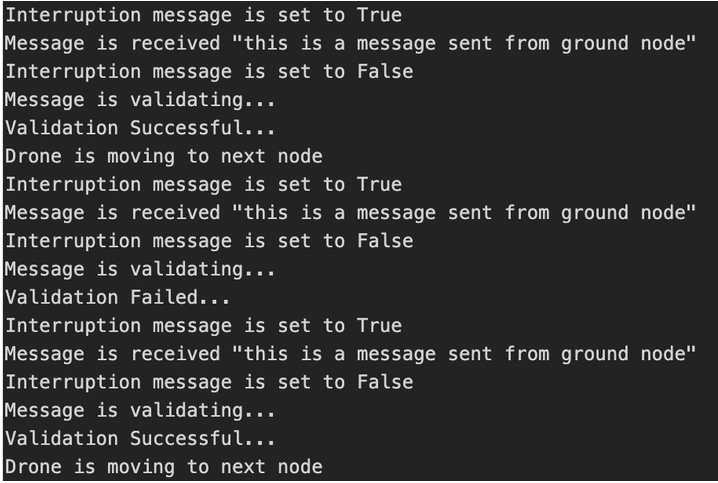 Interruption message is set to True
Message is received "this is a message sent from ground node"
Interruption message is set to False
Message is validating...
Validation Successful...
Drone is moving to next node
Interruption message is set to True
Message is received "this is a message sent from ground node"
Interruption message is set to False
Message is validating...
Validation Failed...
Interruption message is set to True
Message is received "this is a message sent from ground node"
Interruption message is set to False
Message is validating...
Validation Successful...
Drone is moving to next node